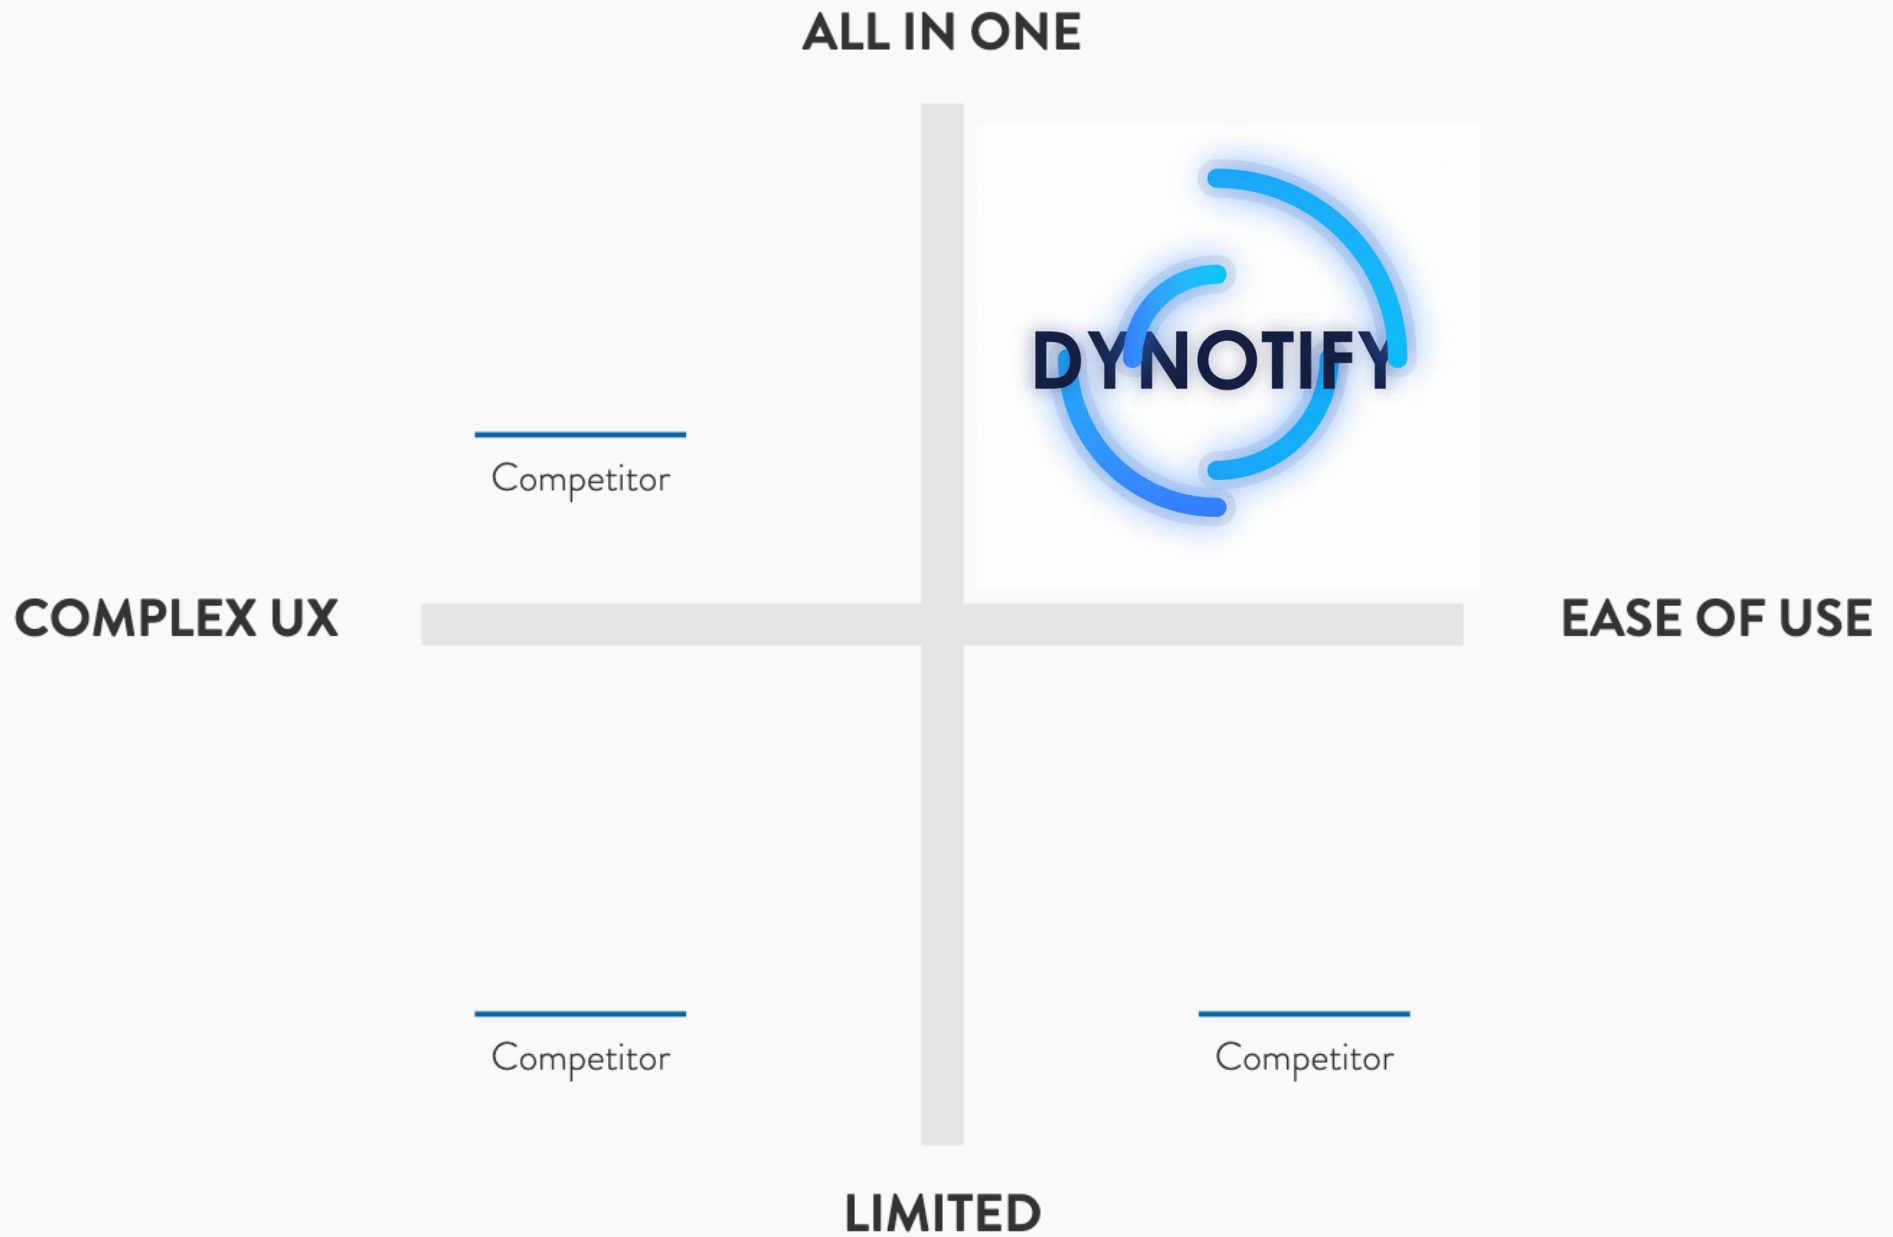 ALL IN ONE
DYNOTIFY
Competitor
COMPLEX UX
EASE OF USE
Competitor
Competitor
LIMITED